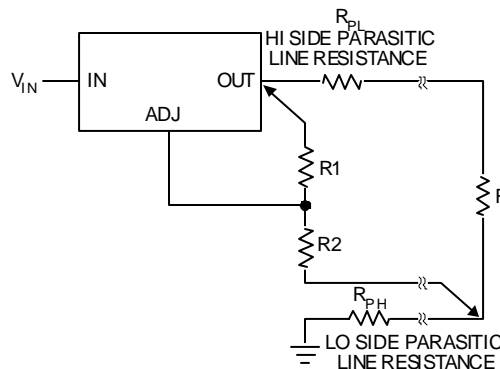 R_PL
HI SIDE PARASITIC
LINE RESISTANCE
V_IN
IN
OUT
ADJ
R1
R2
R_PH
LO SIDE PARASITIC
LINE RESISTANCE